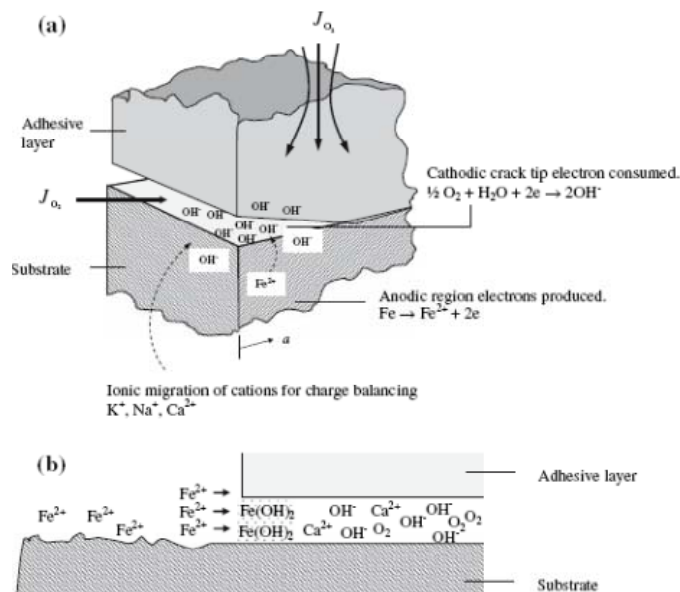 (a)
J O₂
Adhesive
layer
Cathodic crack tip electron consumed.
½ O₂ + H₂O + 2e → 2OH⁻
J O₂
OH⁻ OH⁻ OH⁻ OH⁻
OH⁻ OH⁻
OH⁻ OH⁻ OH⁻
OH⁻
Substrate
Fe²⁺
Anodic region electrons produced.
Fe → Fe²⁺ + 2e
a
Ionic migration of cations for charge balancing
K⁺, Na⁺, Ca²⁺
(b)
Adhesive layer
Fe²⁺ →
Fe²⁺ Fe²⁺ Fe²⁺ → Fe(OH)₂ OH⁻ Ca²⁺ OH⁻
Fe²⁺ Fe²⁺ → Fe(OH)₂ Ca²⁺ OH⁻ O₂ OH⁻ O₂ O₂
OH⁻
Substrate